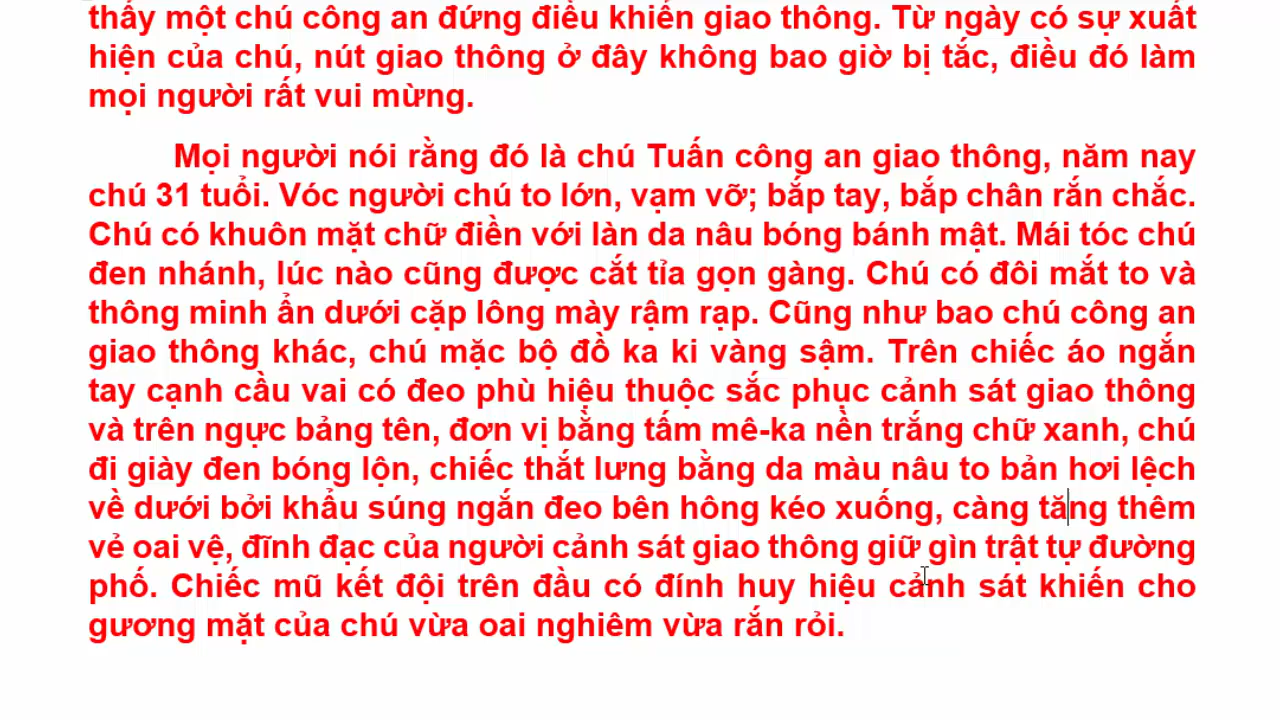 thấy một chú công an đứng điều khiển giao thông. Từ ngày có sự xuất
hiện của chú, nút giao thông ở đây không bao giờ bị tắc, điều đó làm
mọi người rất vui mừng.
Mọi người nói rằng đó là chú Tuấn công an giao thông, năm nay
chú 31 tuổi. Vóc người chú to lớn, vạm vỡ; bắp tay, bắp chân rắn chắc.
Chú có khuôn mặt chữ điền với làn da nâu bóng bánh mật. Mái tóc chú
đen nhánh, lúc nào cũng được cắt tỉa gọn gàng. Chú có đôi mắt to và
thông minh ẩn dưới cặp lông mày rậm rạp. Cũng như bao chú công an
giao thông khác, chú mặc bộ đồ ka ki vàng sậm. Trên chiếc áo ngắn
tay cạnh cầu vai có đeo phù hiệu thuộc sắc phục cảnh sát giao thông
và trên ngực bảng tên, đơn vị bằng tấm mê-ka nền trắng chữ xanh, chú
đi giày đen bóng lộn, chiếc thắt lưng bằng da màu nâu to bản hơi lệch
về dưới bởi khẩu súng ngắn đeo bên hông kéo xuống, càng tăng thêm
vẻ oai vệ, đĩnh đạc của người cảnh sát giao thông giữ gìn trật tự đường
phố. Chiếc mũ kết đội trên đầu có đính huy hiệu cảnh sát khiến cho
gương mặt của chú vừa oai nghiêm vừa rắn rỏi.